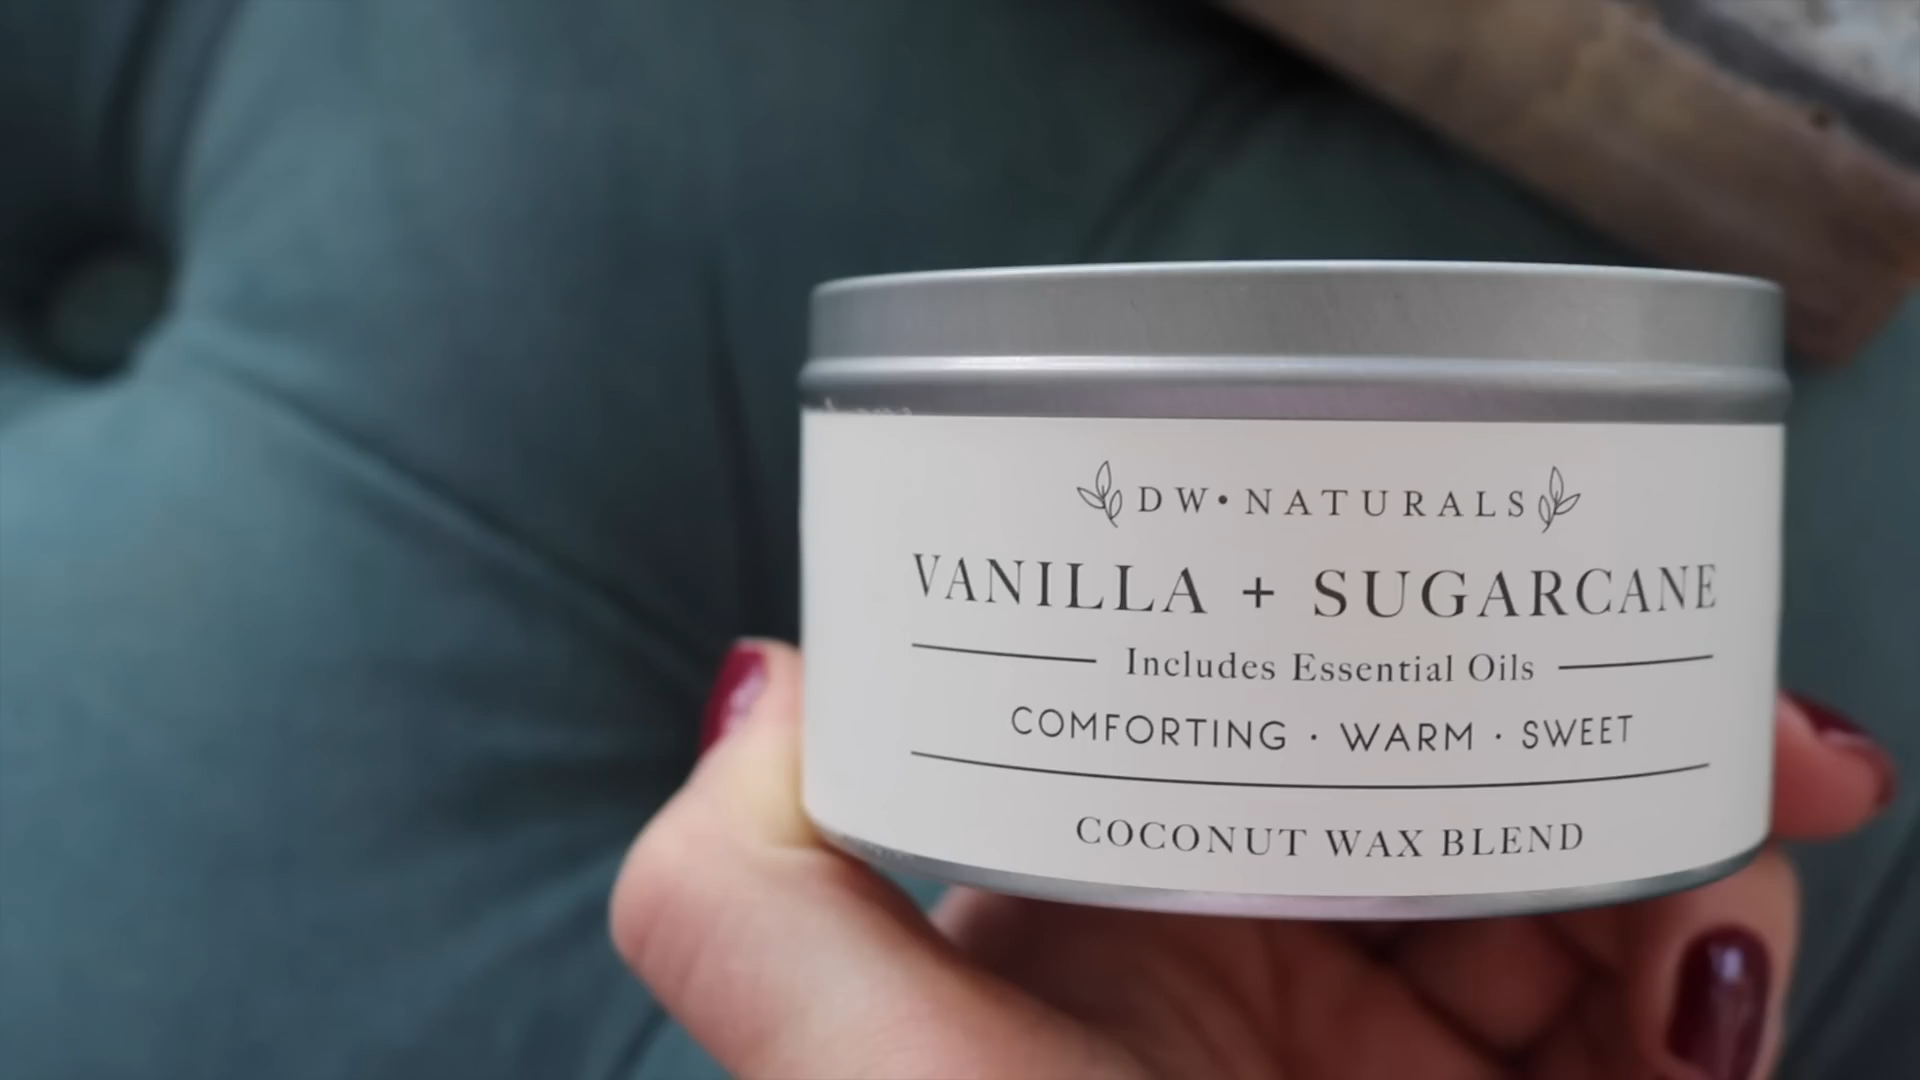 DW•NATURALS
VANILLA + SUGARCANE
Includes Essential Oils
COMFORTING · WARM · SWEET
COCONUT WAX BLEND